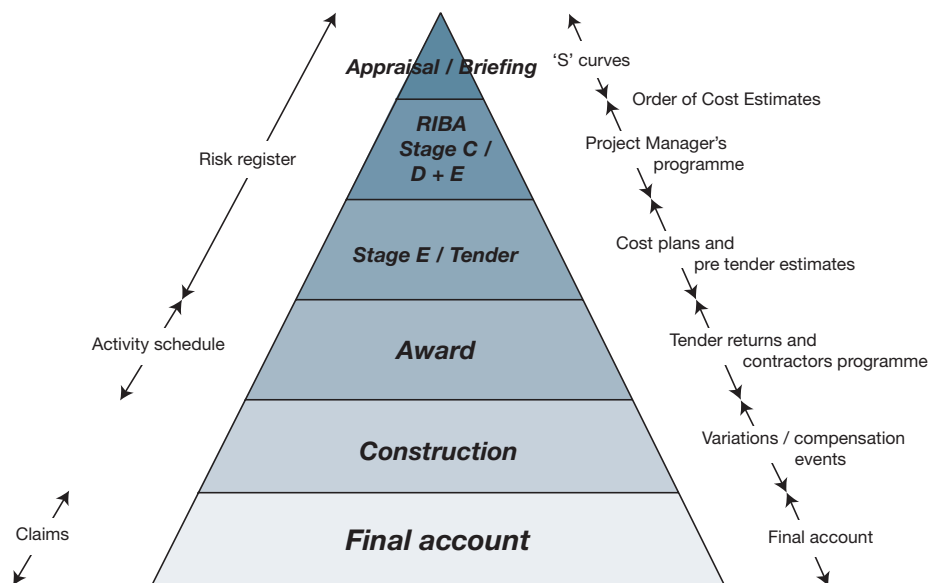 Appraisal / Briefing
RIBA
Stage C /
D + E
Stage E / Tender
Award
Construction
Final account
Risk register
Activity schedule
Claims
‘S’ curves
Order of Cost Estimates
Project Manager’s
programme
Cost plans and
pre tender estimates
Tender returns and
contractors programme
Variations / compensation
events
Final account